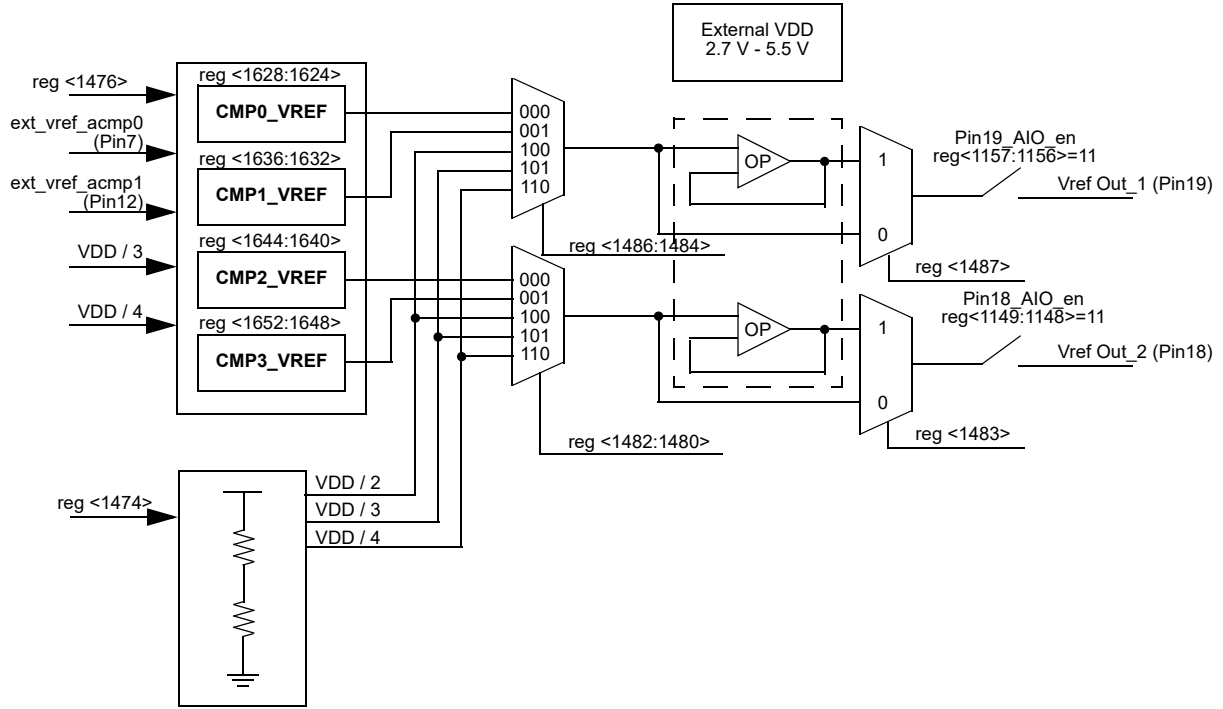 External VDD
2.7 V - 5.5 V
reg <1476>
ext_vref_acmp0
(Pin7)
ext_vref_acmp1
(Pin12)
VDD / 3
VDD / 4
reg <1628:1624>
CMP0_VREF
reg <1636:1632>
CMP1_VREF
reg <1644:1640>
CMP2_VREF
reg <1652:1648>
CMP3_VREF
000
001
100
101
110
reg <1486:1484>
OP
1
0
reg <1487>
Pin19_AIO_en
reg<1157:1156>=11
Vref Out_1 (Pin19)
000
001
100
101
110
reg <1482:1480>
OP
1
0
reg <1483>
Pin18_AIO_en
reg<1149:1148>=11
Vref Out_2 (Pin18)
reg <1474>
VDD / 2
VDD / 3
VDD / 4